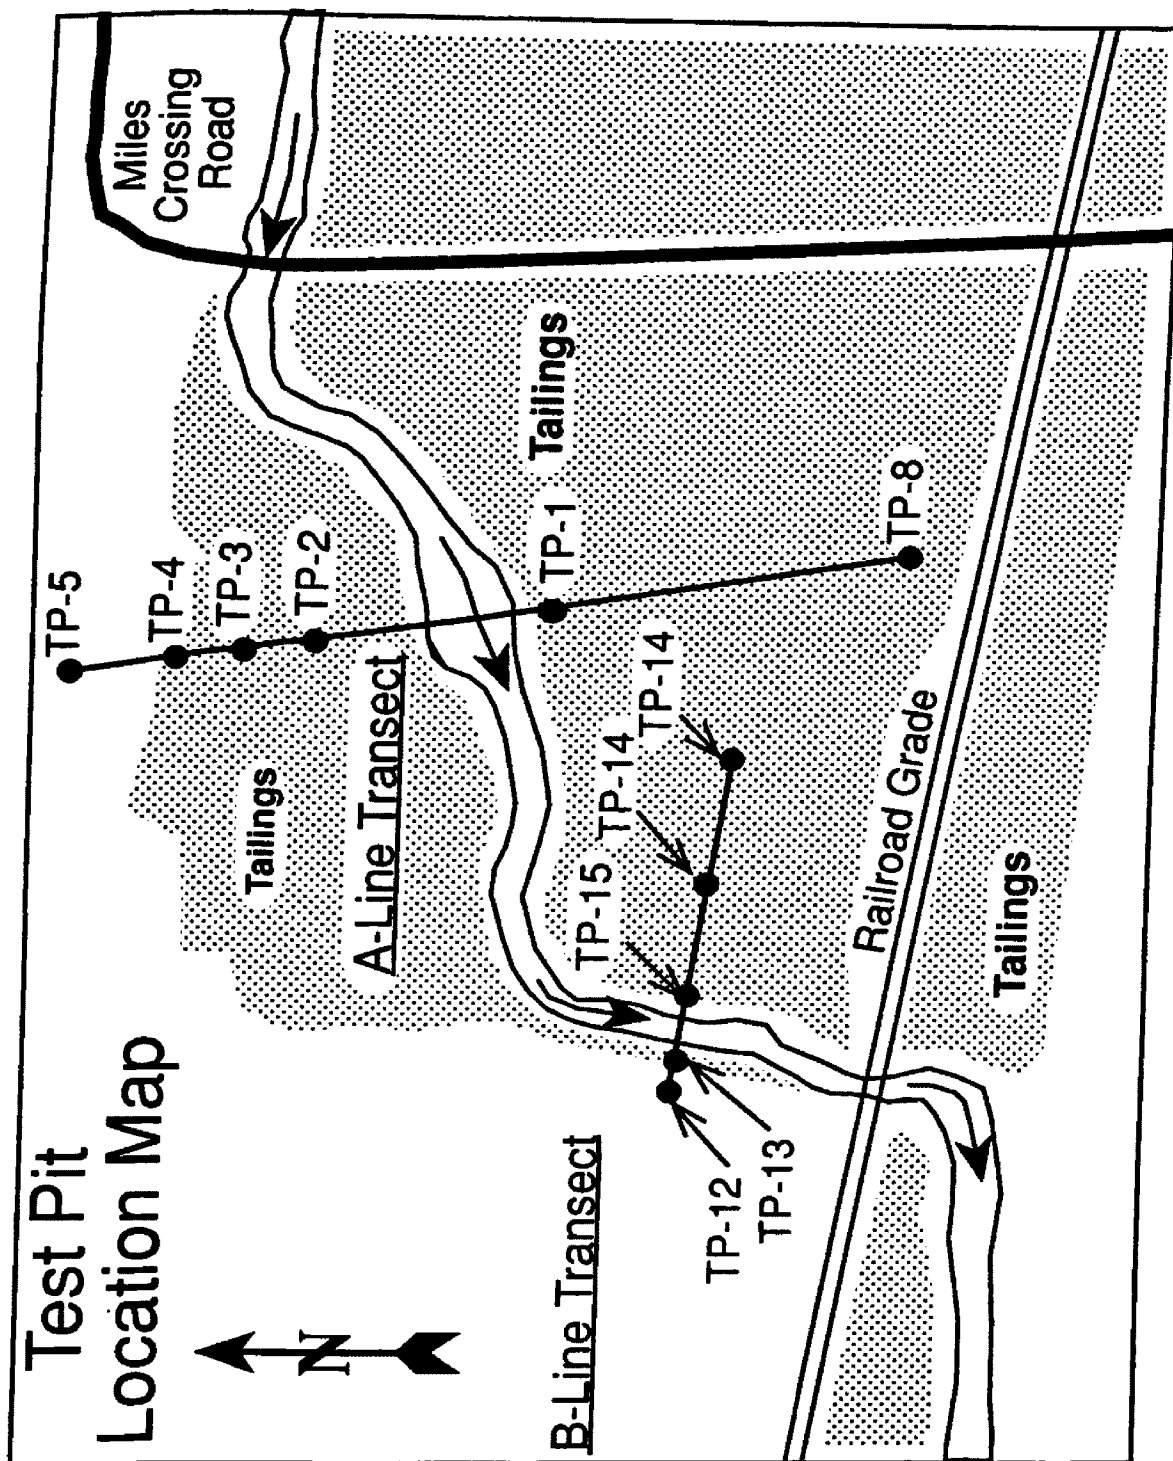 Test Pit
Location Map
N
Miles
Crossing
Road
TP-5
TP-4
TP-3
TP-2
Tailings
A-Line Transect
Tailings
TP-1
TP-8
B-Line Transect
TP-15
TP-14
TP-14
TP-12
TP-13
Railroad Grade
Tailings